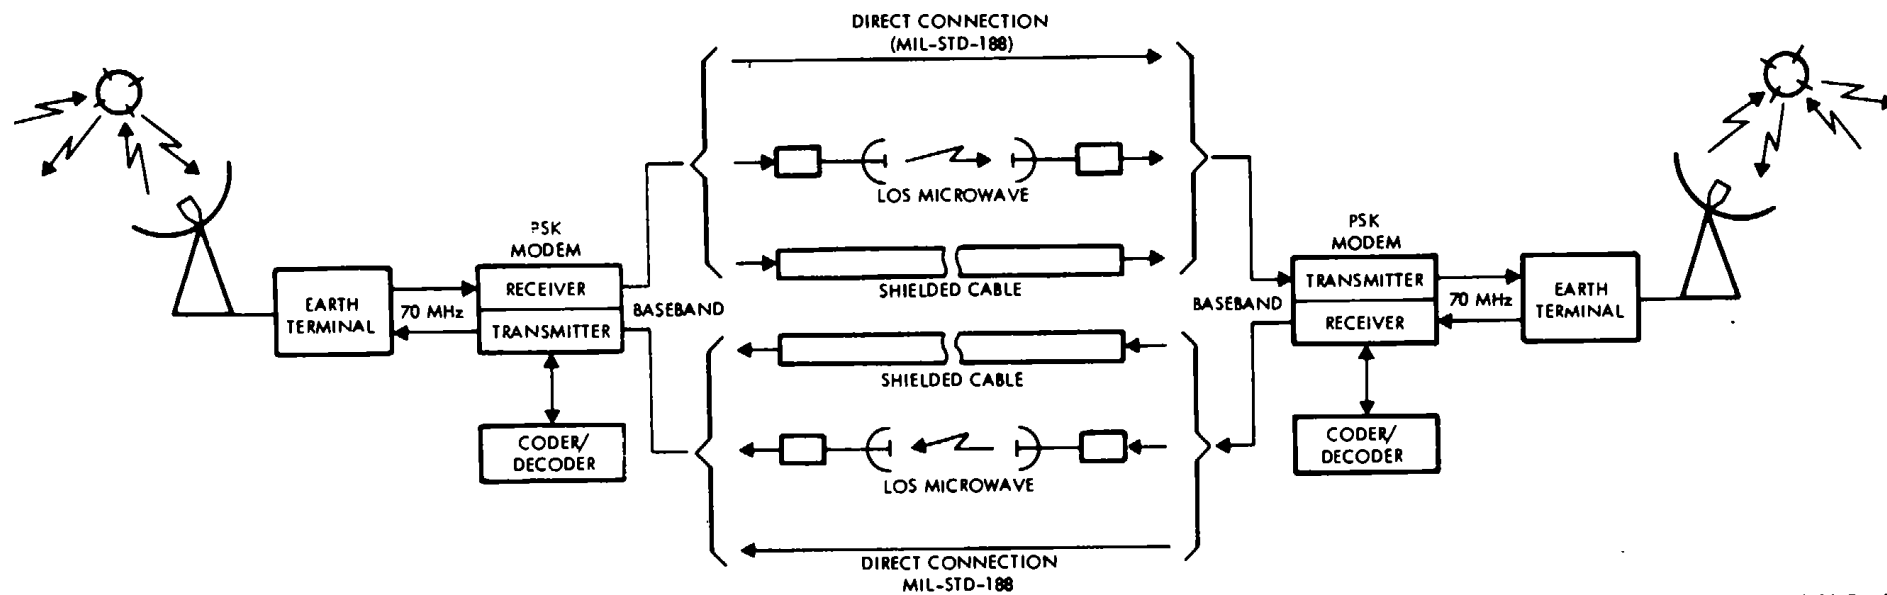 DIRECT CONNECTION
(MIL-STD-188)
LOS MICROWAVE
PSK
MODEM
PSK
MODEM
SHIELDED CABLE
EARTH
TERMINAL
70 MHz
RECEIVER
TRANSMITTER
BASEBAND
BASEBAND
TRANSMITTER
RECEIVER
70 MHz
EARTH
TERMINAL
SHIELDED CABLE
CODER/
DECODER
CODER/
DECODER
LOS MICROWAVE
DIRECT CONNECTION
MIL-STD-188